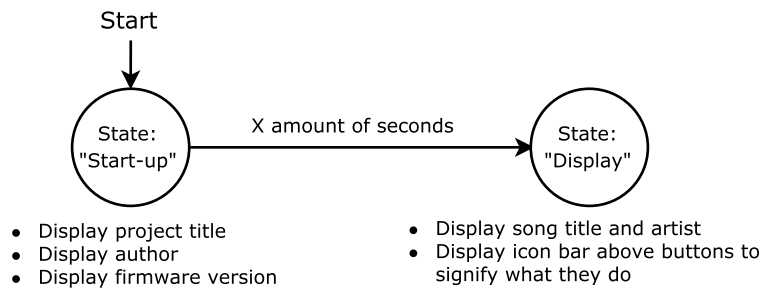 Start
X amount of seconds
State:
"Start-up"
State:
"Display"
● Display project title
● Display author
● Display firmware version
● Display song title and artist
● Display icon bar above buttons to
signify what they do